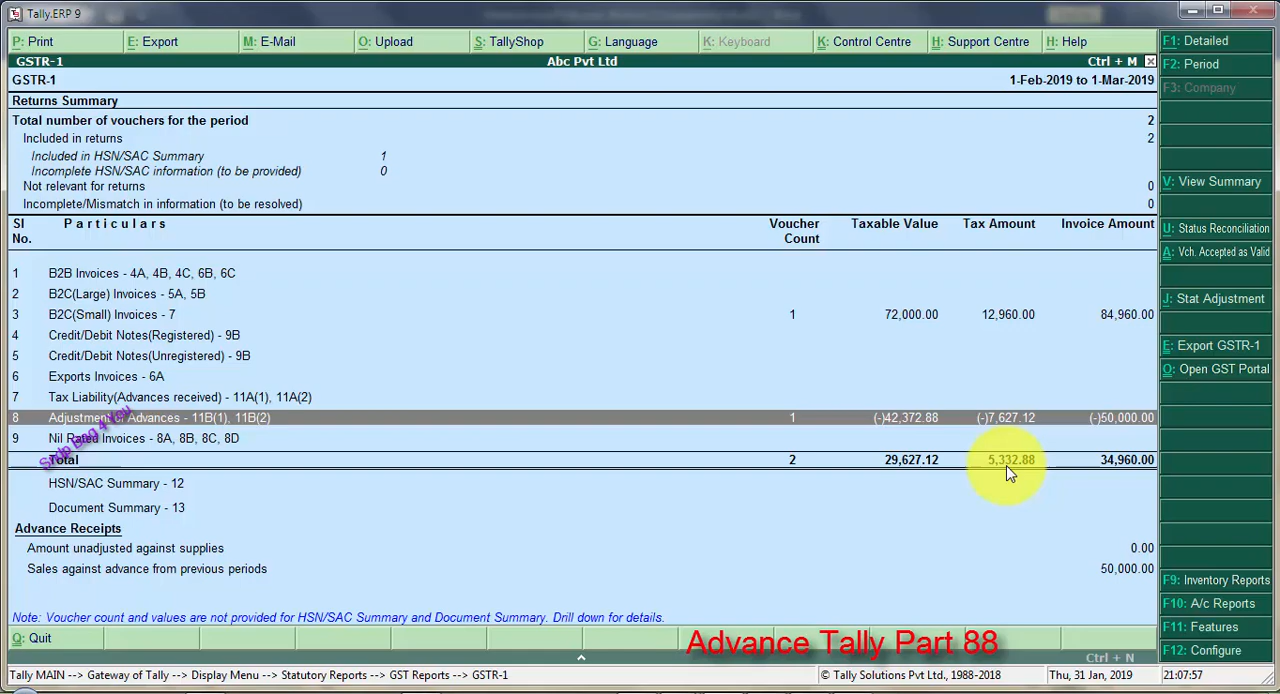 Tally.ERP 9
P: Print E: Export M: E-Mail O: Upload S: TallyShop G: Language K: Keyboard K: Control Centre H: Support Centre H: Help
GSTR-1 Abc Pvt Ltd Ctrl + M
GSTR-1 1-Feb-2019 to 1-Mar-2019
Returns Summary
Total number of vouchers for the period 2
Included in returns 2
Included in HSN/SAC Summary 1
Incomplete HSN/SAC information (to be provided) 0
Not relevant for returns 0
Incomplete/Mismatch in information (to be resolved) 0
Sl Particulars Voucher Taxable Value Tax Amount Invoice Amount
No. Count
1 B2B Invoices - 4A, 4B, 4C, 6B, 6C
2 B2C(Large) Invoices - 5A, 5B
3 B2C(Small) Invoices - 7 1 72,000.00 12,960.00 84,960.00
4 Credit/Debit Notes(Registered) - 9B
5 Credit/Debit Notes(Unregistered) - 9B
6 Exports Invoices - 6A
7 Tax Liability(Advances received) - 11A(1), 11A(2)
8 Adjustment of Advances - 11B(1), 11B(2) 1 (-)42,372.88 (-)7,627.12 (-)50,000.00
9 Nil Rated Invoices - 8A, 8B, 8C, 8D
Total 2 29,627.12 5,332.88 34,960.00
HSN/SAC Summary - 12
Document Summary - 13
Advance Receipts
Amount unadjusted against supplies 0.00
Sales against advance from previous periods 50,000.00
Note: Voucher count and values are not provided for HSN/SAC Summary and Document Summary. Drill down for details.
Q: Quit
Advance Tally Part 88
Ctrl + N
Tally MAIN --> Gateway of Tally --> Display Menu --> Statutory Reports --> GST Reports --> GSTR-1 © Tally Solutions Pvt Ltd., 1988-2018 Thu, 31 Jan, 2019 21:07:57
F1: Detailed
F2: Period
F3: Company
V: View Summary
U: Status Reconciliation
A: Vch. Accepted as Valid
J: Stat Adjustment
E: Export GSTR-1
O: Open GST Portal
F9: Inventory Reports
F10: A/c Reports
F11: Features
F12: Configure